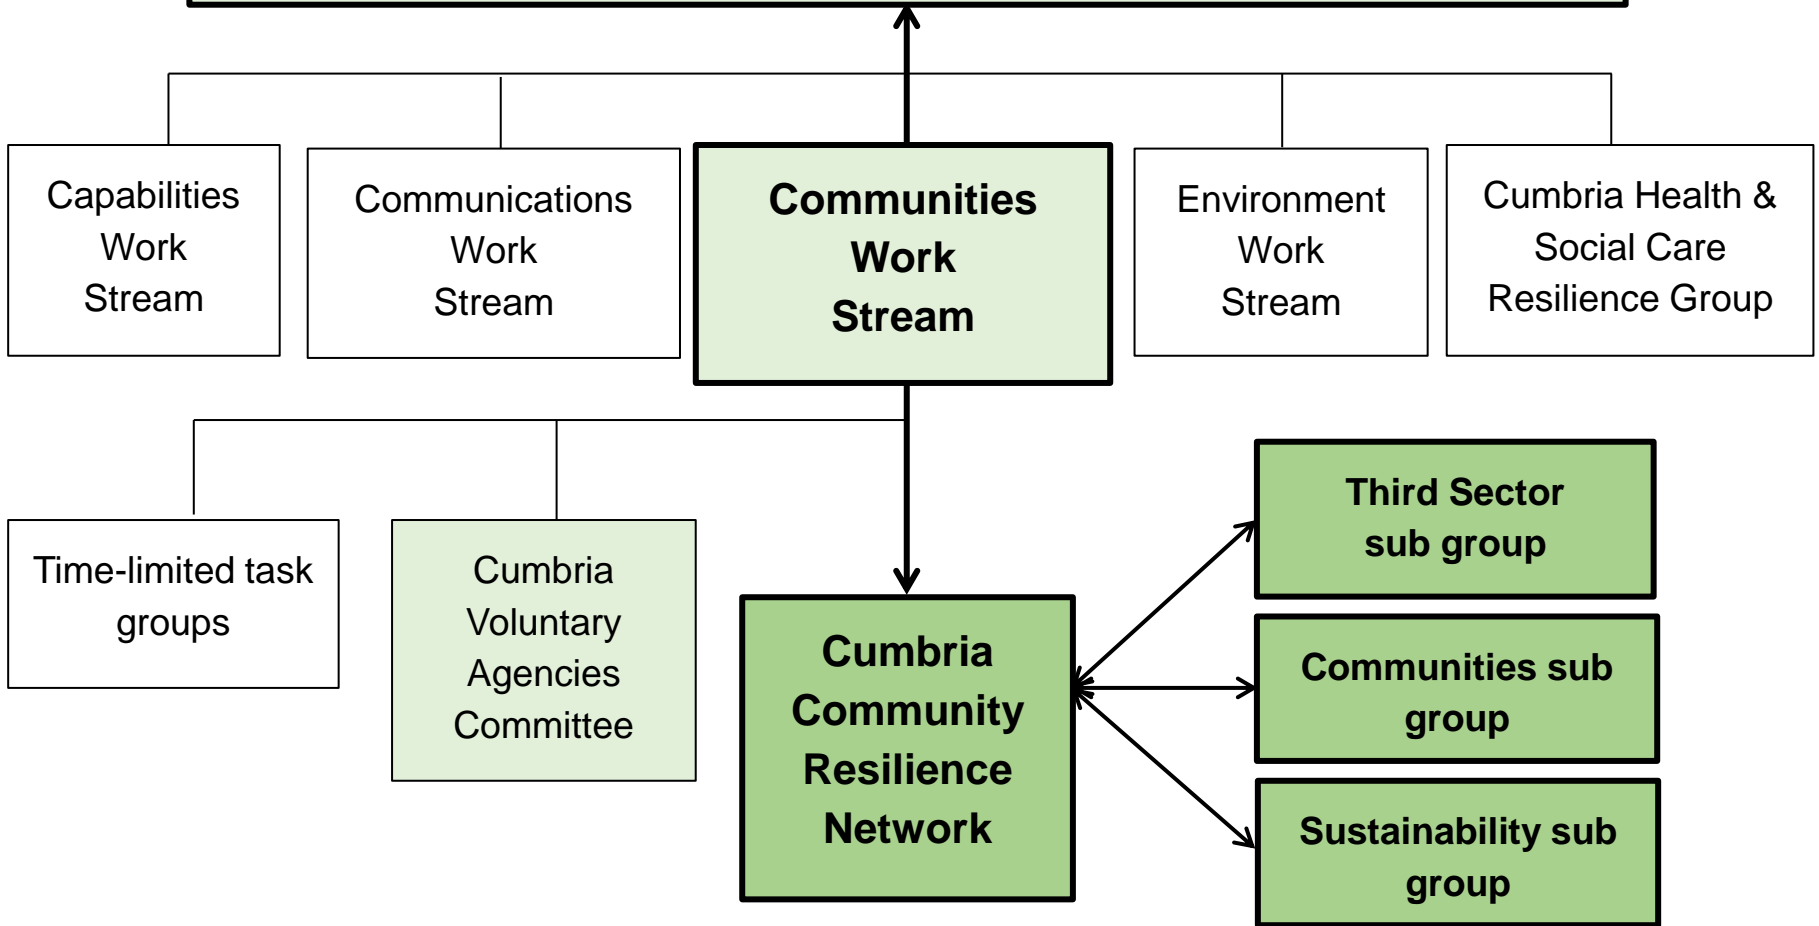 Capabilities
Work
Stream
Communications
Work
Stream
Communities
Work
Stream
Environment
Work
Stream
Cumbria Health &
Social Care
Resilience Group
Time-limited task
groups
Cumbria
Voluntary
Agencies
Committee
Cumbria
Community
Resilience
Network
Third Sector
sub group
Communities sub
group
Sustainability sub
group